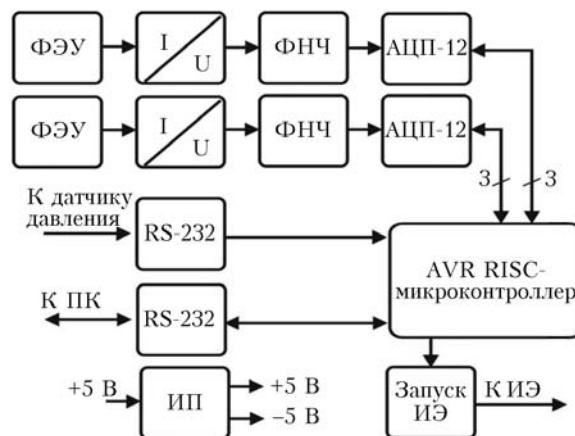 ФЭУ
I
U
ФНЧ
АЦП-12
ФЭУ
I
U
ФНЧ
АЦП-12
3
3
К датчику
давления
RS-232
AVR RISC-
микроконтроллер
К ПК
RS-232
+5 В
ИП
+5 В
–5 В
Запуск
ИЭ
К ИЭ